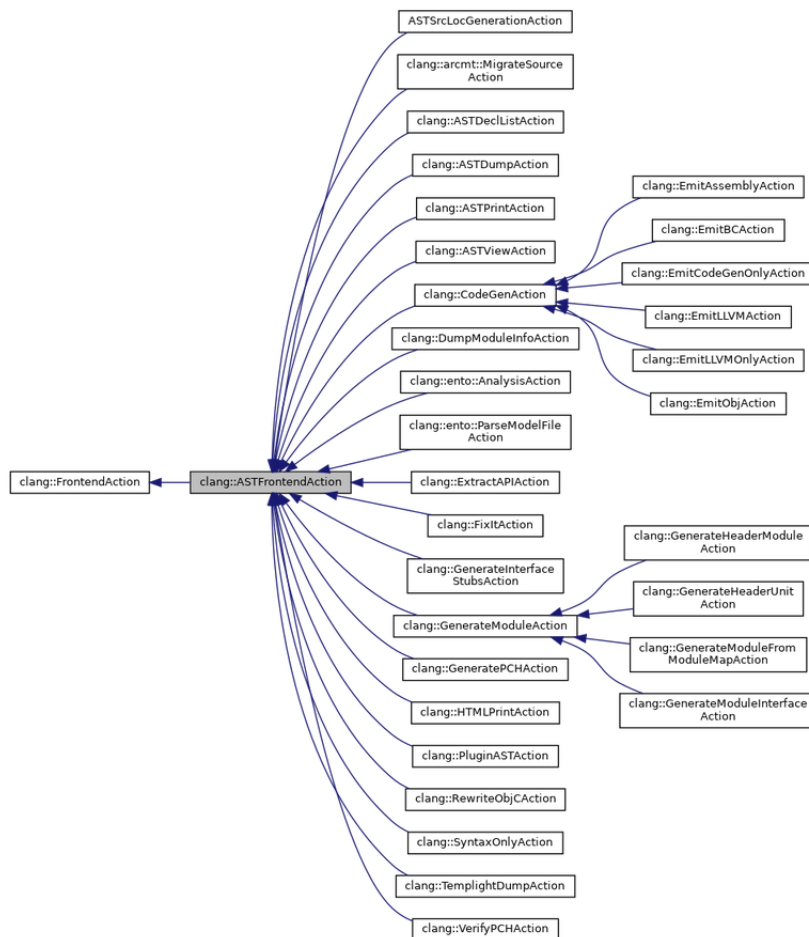 ASTSrcLocGenerationAction
clang::arcmt::MigrateSource
Action
clang::ASTDeclListAction
clang::ASTDumpAction
clang::ASTPrintAction
clang::ASTViewAction
clang::CodeGenAction
clang::EmitAssemblyAction
clang::EmitBCAction
clang::EmitCodeGenOnlyAction
clang::EmitLLVMAction
clang::EmitLLVMOnlyAction
clang::EmitObjAction
clang::DumpModuleInfoAction
clang::ento::AnalysisAction
clang::ento::ParseModelFile
Action
clang::FrontendAction
clang::ASTFrontendAction
clang::ExtractAPIAction
clang::FixItAction
clang::GenerateInterface
StubsAction
clang::GenerateModuleAction
clang::GenerateHeaderModule
Action
clang::GenerateHeaderUnit
Action
clang::GenerateModuleFrom
ModuleMapAction
clang::GenerateModuleInterface
Action
clang::GeneratePCHAction
clang::HTMLPrintAction
clang::PluginASTAction
clang::RewriteObjCAction
clang::SyntaxOnlyAction
clang::TemplightDumpAction
clang::VerifyPCHAction